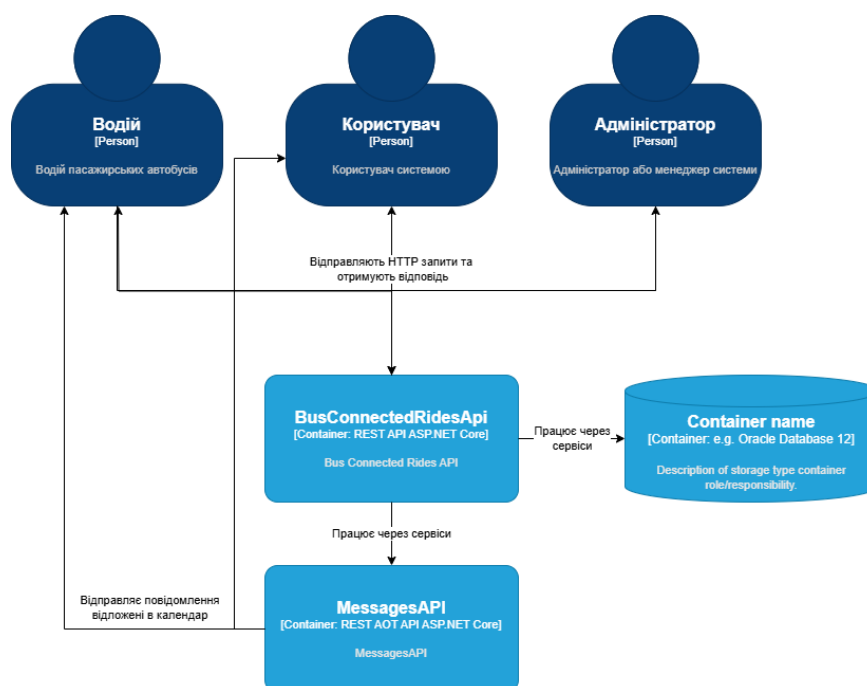 Водій
[Person]
Водій пасажирських автобусів
Користувач
[Person]
Користувач системою
Адміністратор
[Person]
Адміністратор або менеджер системи
Відправляють HTTP запити та
отримують відповідь
BusConnectedRidesApi
[Container: REST API ASP.NET Core]
Bus Connected Rides API
Працює через
сервіси
Container name
[Container: e.g. Oracle Database 12]
Description of storage type container
role/responsibility.
Працює через сервіси
Відправляє повідомлення
відложені в календар
MessagesAPI
[Container: REST AOT API ASP.NET Core]
MessagesAPI